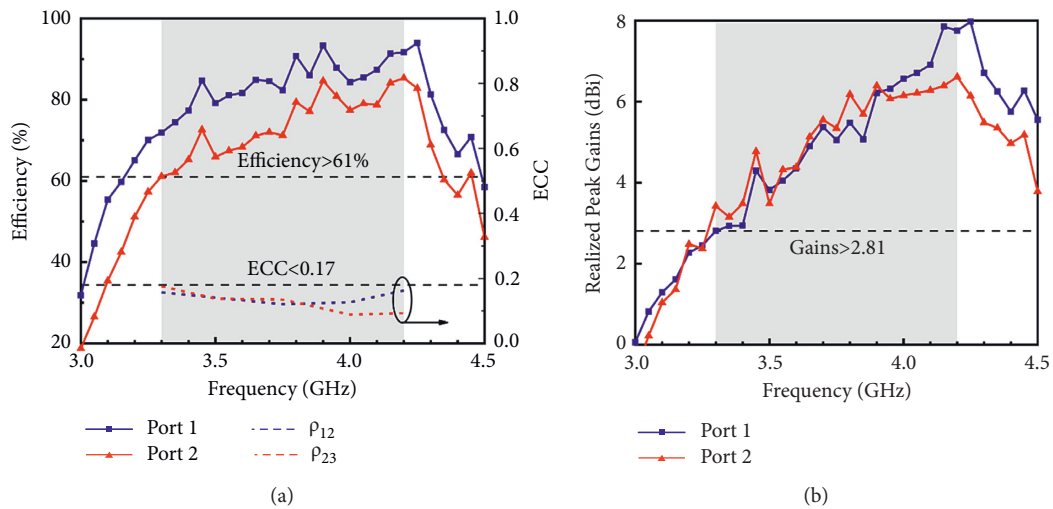 (a)
Efficiency (%)
100
80
60
40
20
ECC
1.0
0.8
0.6
0.4
0.2
0.0
Efficiency>61%
ECC<0.17
3.0 3.5 4.0 4.5
Frequency (GHz)
Port 1 ρ12
Port 2 ρ23
(b)
Realized Peak Gains (dBi)
8
6
4
2
0
Gains>2.81
3.0 3.5 4.0 4.5
Frequency (GHz)
Port 1
Port 2